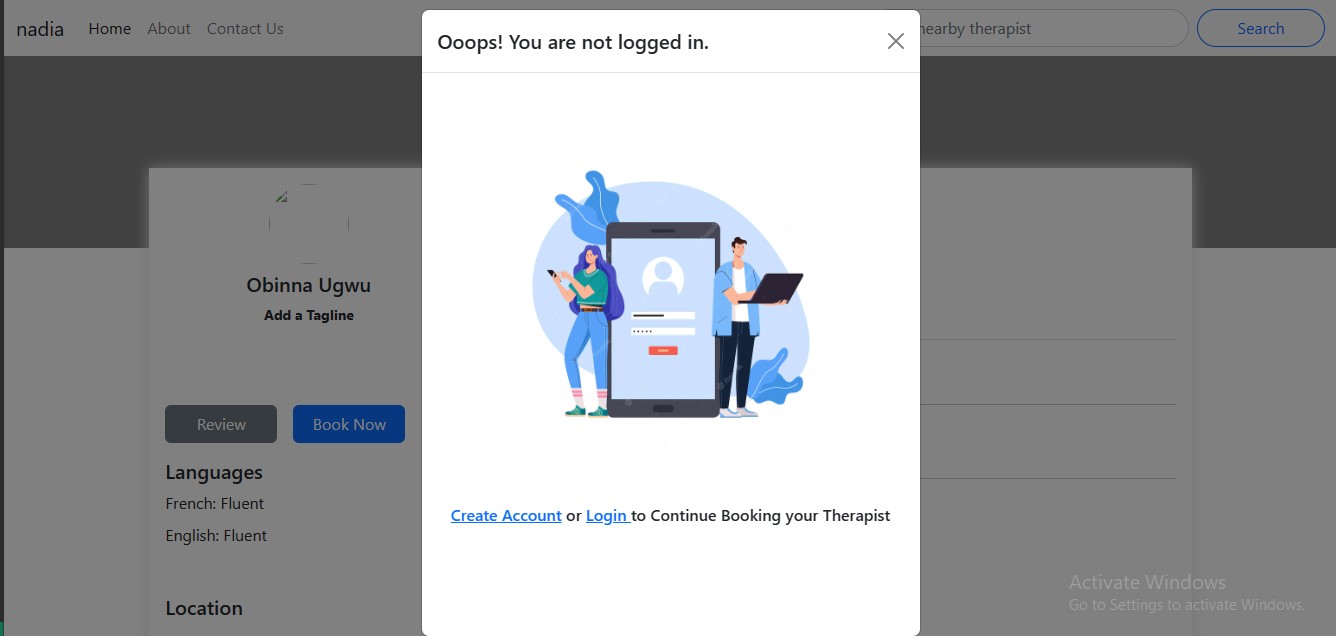 nadia Home About Contact Us
nearby therapist Search
Ooops! You are not logged in.
Obinna Ugwu
Add a Tagline
Review Book Now
Languages
French: Fluent
English: Fluent
Location
Create Account or Login to Continue Booking your Therapist
Activate Windows
Go to Settings to activate Windows.